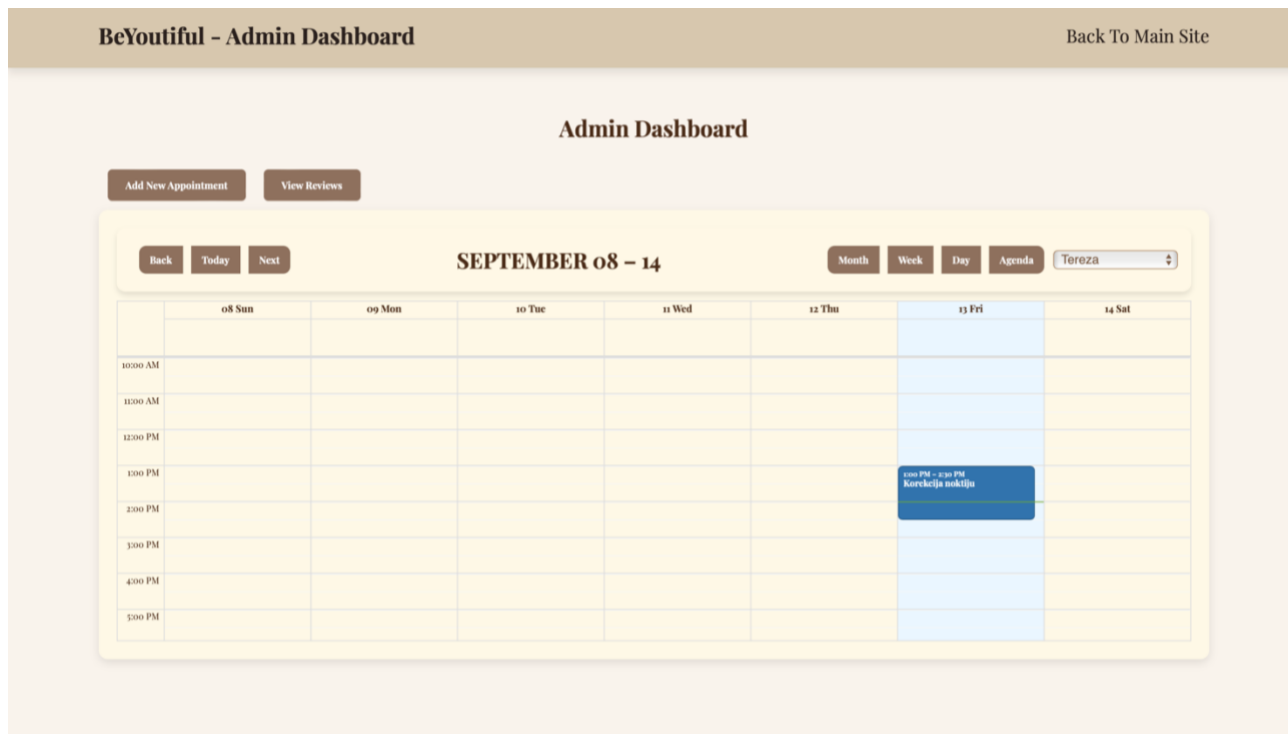 BeYoutiful - Admin Dashboard
Back To Main Site
Admin Dashboard
Add New Appointment
View Reviews
Back
Today
Next
SEPTEMBER 08 – 14
Month
Week
Day
Agenda
Tereza
08 Sun
09 Mon
10 Tue
11 Wed
12 Thu
13 Fri
14 Sat
10:00 AM
11:00 AM
12:00 PM
1:00 PM
1:00 PM – 2:30 PM
Korekcija noktiju
2:00 PM
3:00 PM
4:00 PM
5:00 PM